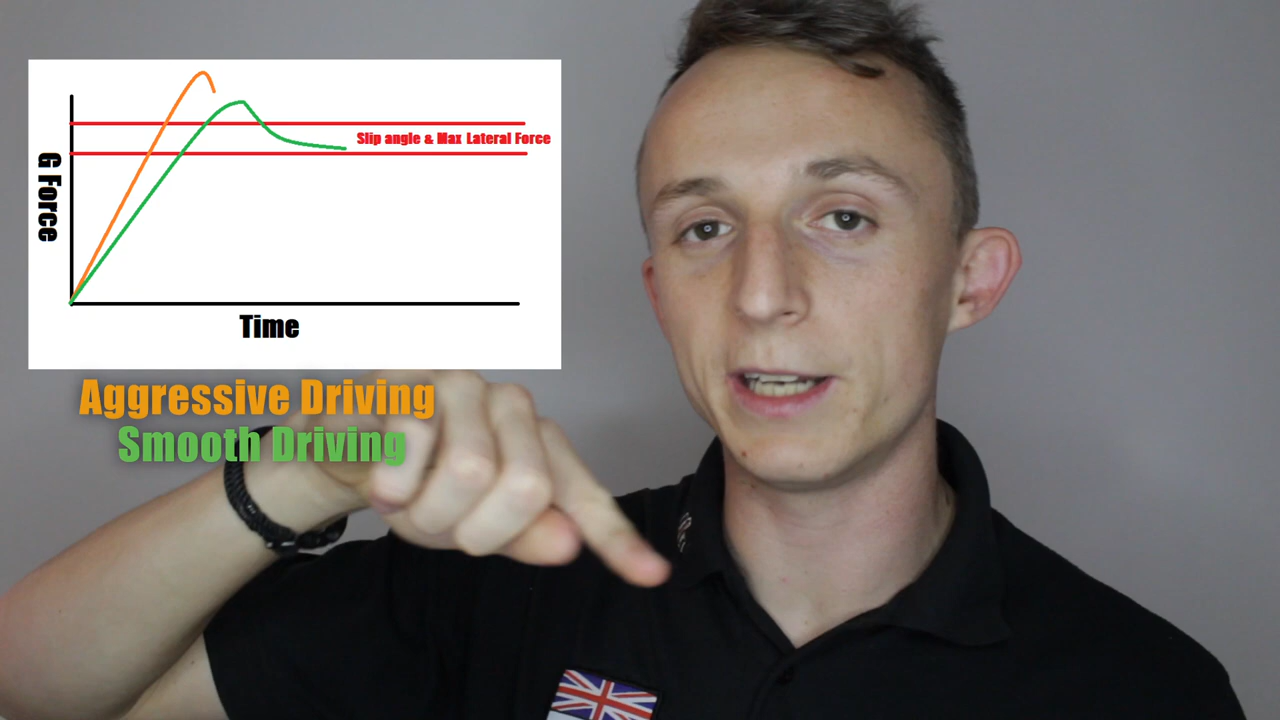 G Force
Slip angle & Max Lateral Force
Time
Aggressive Driving
Smooth Driving